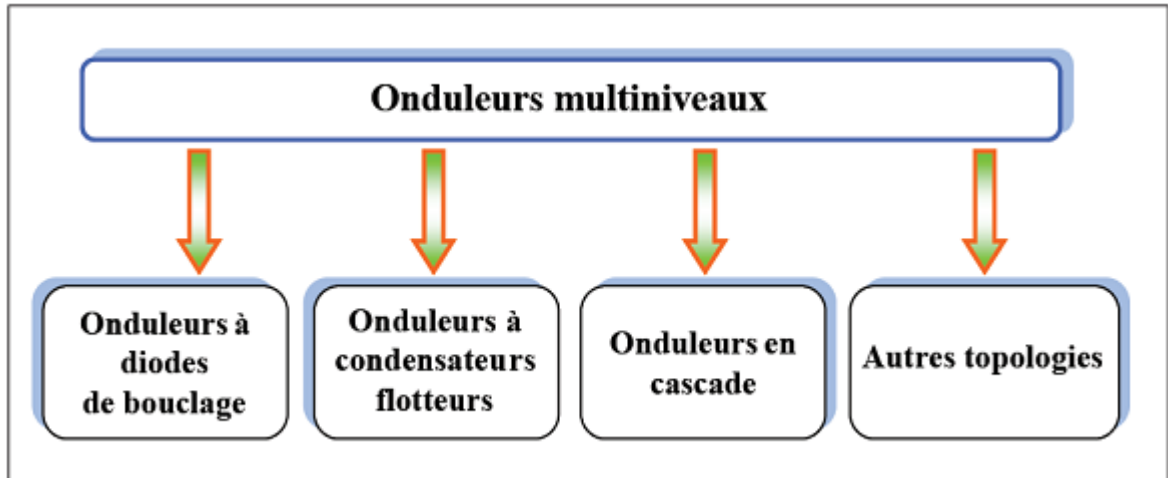 Onduleurs multiniveaux
Onduleurs à
diodes
de bouclage
Onduleurs à
condensateurs
flotteurs
Onduleurs en
cascade
Autres topologies